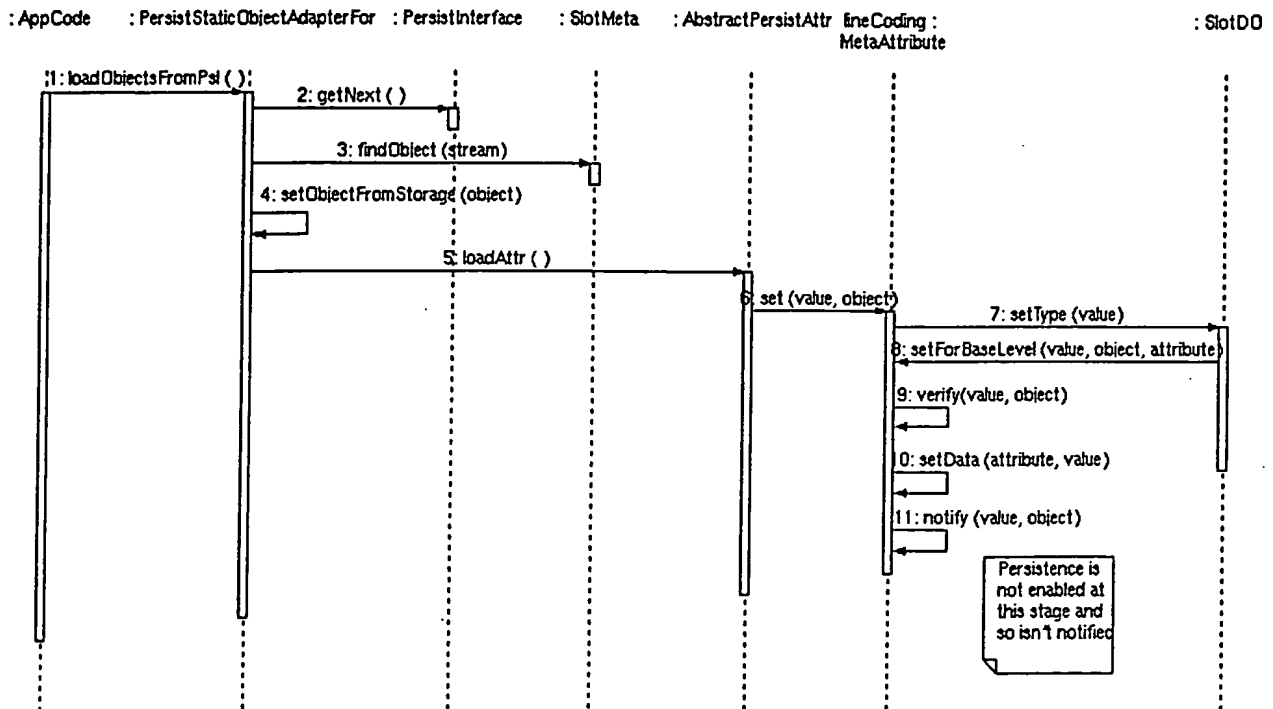 : AppCode
: PersistStaticObjectAdapterFor
: PersistInterface
: SlotMeta
: AbstractPersistAttr
lineCoding :
MetaAttribute
: SlotDO
1: loadObjectsFromPsl ( )
2: getNext ( )
3: findObject (stream)
4: setObjectFromStorage (object)
5: loadAttr ( )
6: set (value, object)
7: setType (value)
8: setForBaseLevel (value, object, attribute)
9: verify(value, object)
10: setData (attribute, value)
11: notify (value, object)
Persistence is
not enabled at
this stage and
so isn't notified